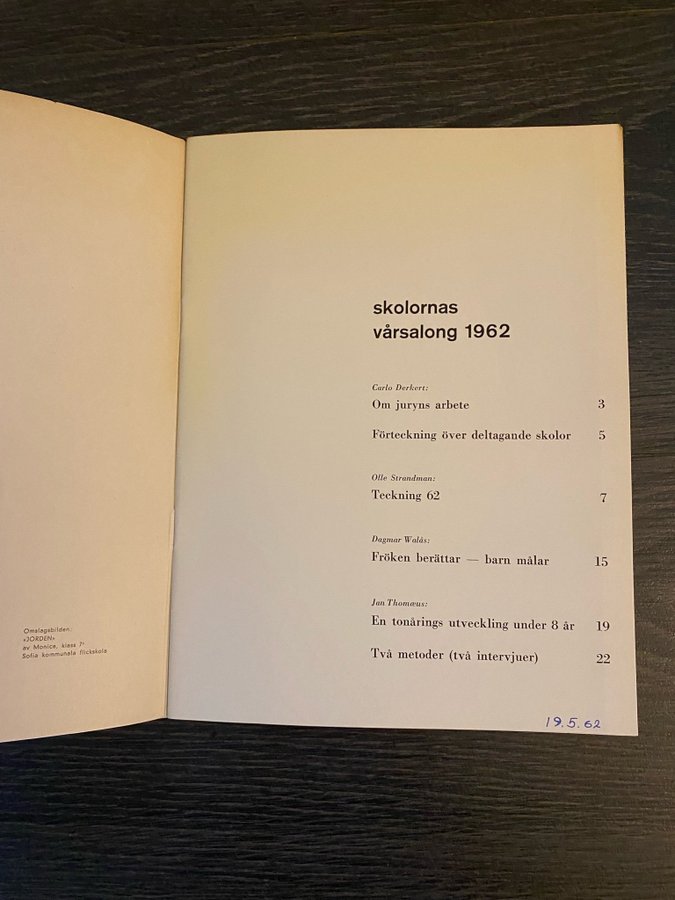 Omslagsbilden:
»JORDEN»
av Monica, klass 7¹
Sofia kommunala flickskola
skolornas
vårsalong 1962
Carlo Derkert:
Om juryns arbete 3
Förteckning över deltagande skolor 5
Olle Strandman:
Teckning 62 7
Dagmar Walås:
Fröken berättar — barn målar 15
Jan Thomæus:
En tonårings utveckling under 8 år 19
Två metoder (två intervjuer) 22
19.5.62